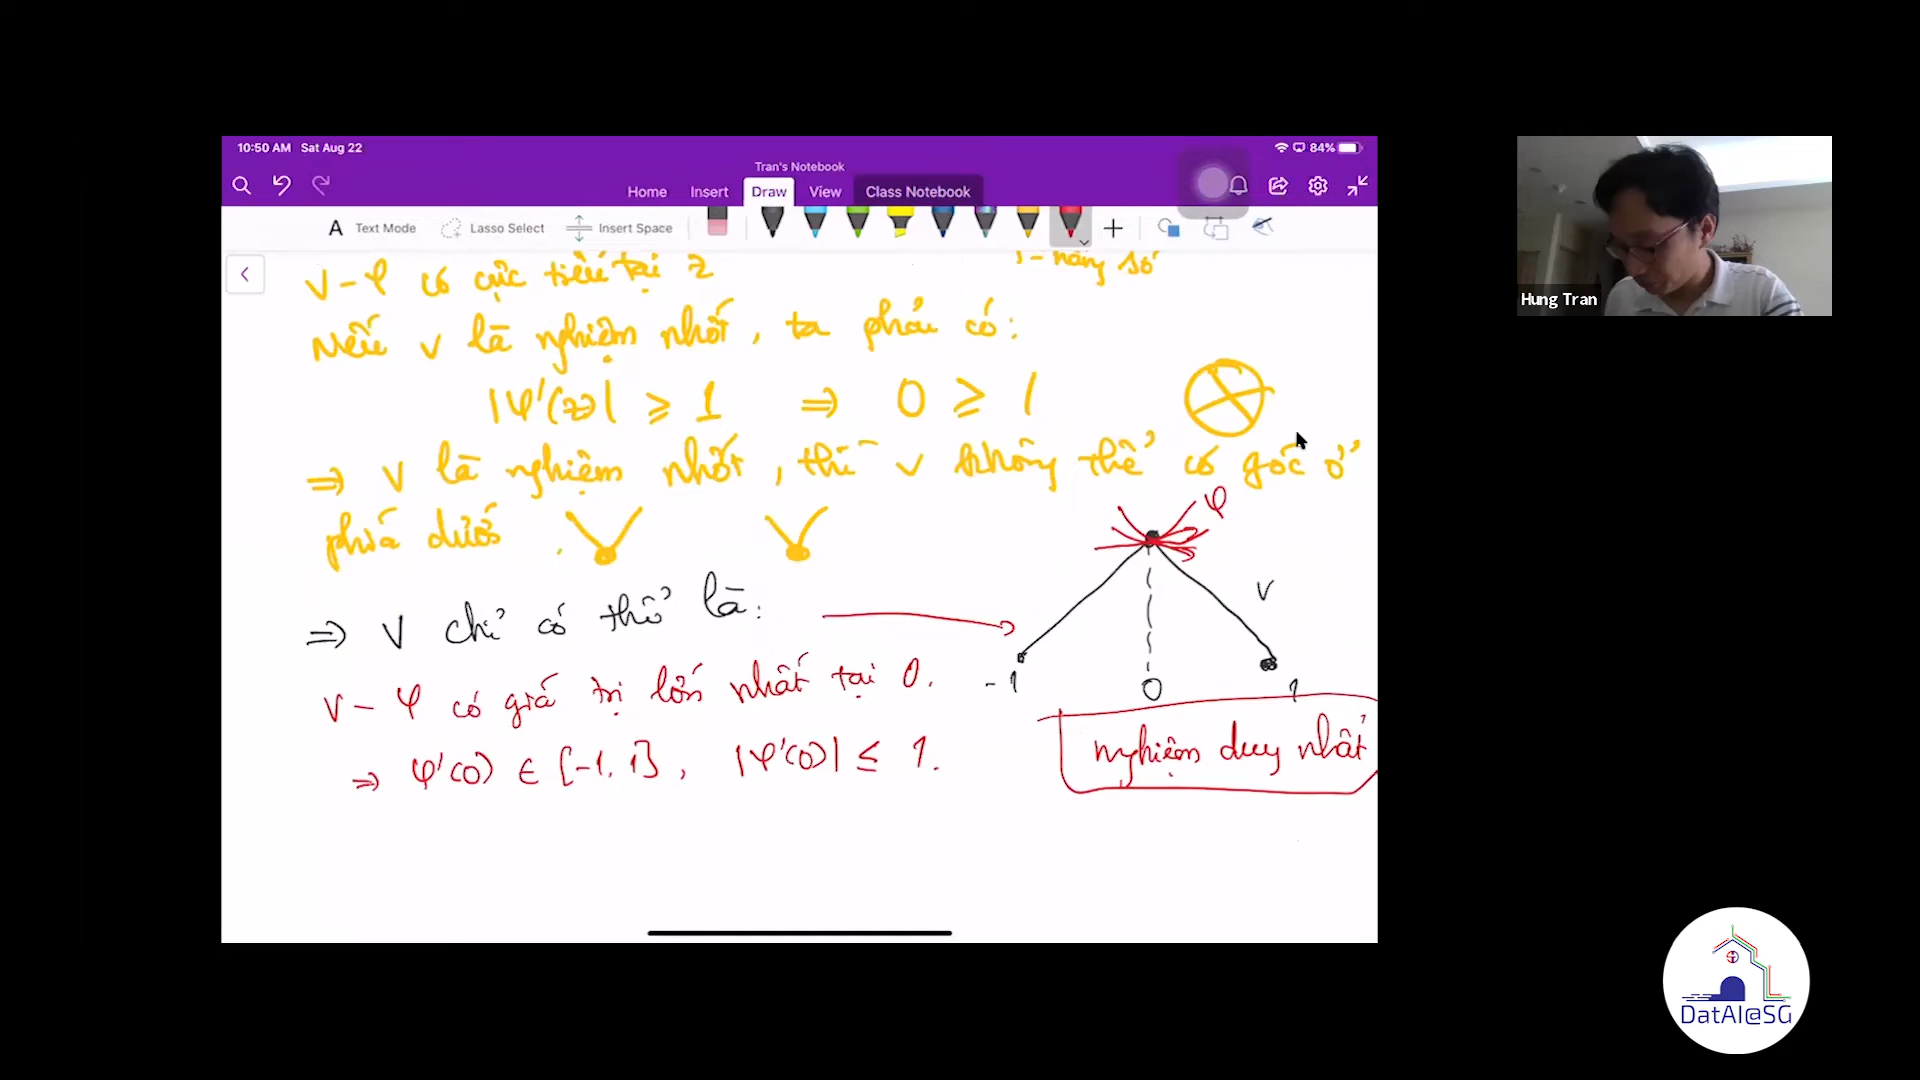 10:50 AM Sat Aug 22
84%
Tran's Notebook
Home Insert Draw View Class Notebook
A Text Mode Lasso Select Insert Space
Hung Tran
V-φ có cực tiểu tại z
Nếu v là nghiệm nhớt, ta phải có:
|φ'(z)| ≥ 1 ⇒ 0 ≥ 1
⇒ V là nghiệm nhớt, thì v không thể có góc ở
phía dưới.
φ
V
⇒ V chỉ có thể là:
-1 0 1
V-φ có giá trị lớn nhất tại 0.
nghiệm duy nhất
⇒ φ'(0) ∈ [-1,1], |φ'(0)| ≤ 1.
DatAI@SG